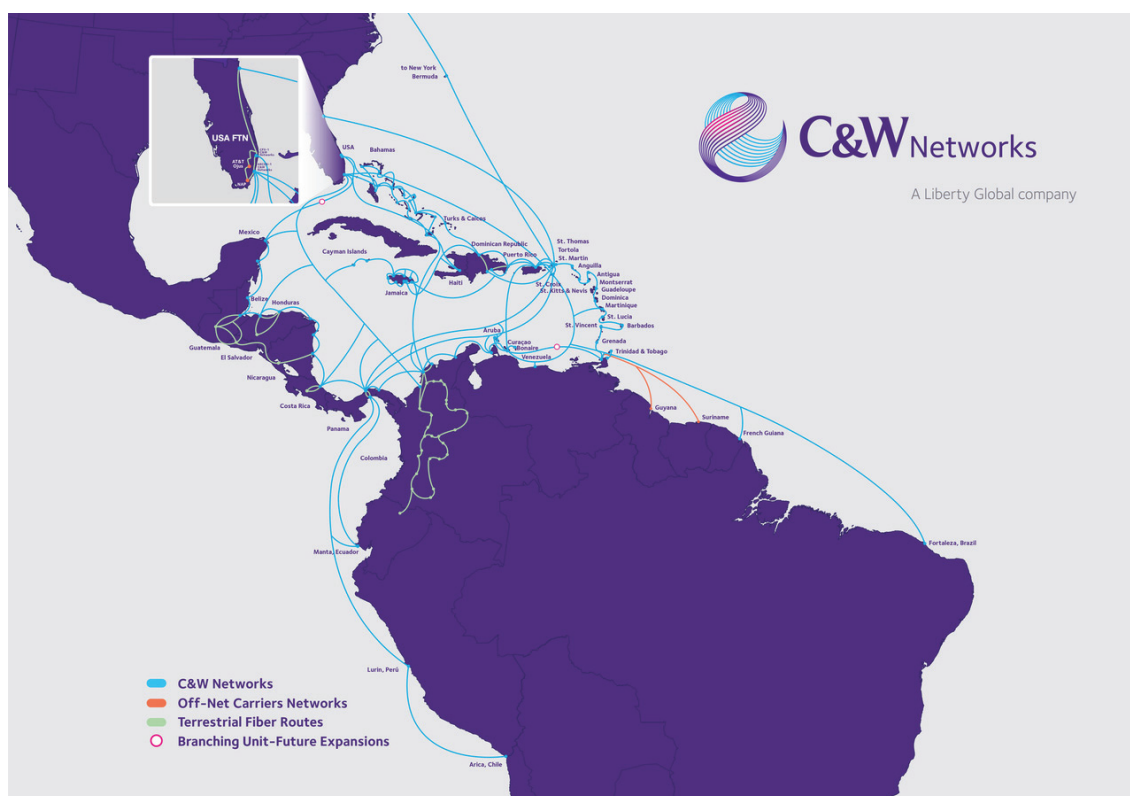 to New York
Bermuda
C&W Networks
A Liberty Global company
USA FTN
AT&T
Ojus
NAP
USA
Bahamas
Turks & Caicos
Mexico
Cayman Islands
Dominican Republic
Puerto Rico
St. Thomas
Tortola
St. Martin
Anguilla
Antigua
Montserrat
Guadeloupe
Dominica
Martinique
St. Croix
St. Kitts & Nevis
Jamaica
Haiti
Belize
Honduras
St. Lucia
St. Vincent
Barbados
Grenada
Trinidad & Tobago
Aruba
Curaçao
Bonaire
Venezuela
Guatemala
El Salvador
Nicaragua
Costa Rica
Panama
Colombia
Guyana
Suriname
French Guiana
Manta, Ecuador
Fortaleza, Brazil
Lurin, Perú
Arica, Chile
C&W Networks
Off-Net Carriers Networks
Terrestrial Fiber Routes
Branching Unit-Future Expansions